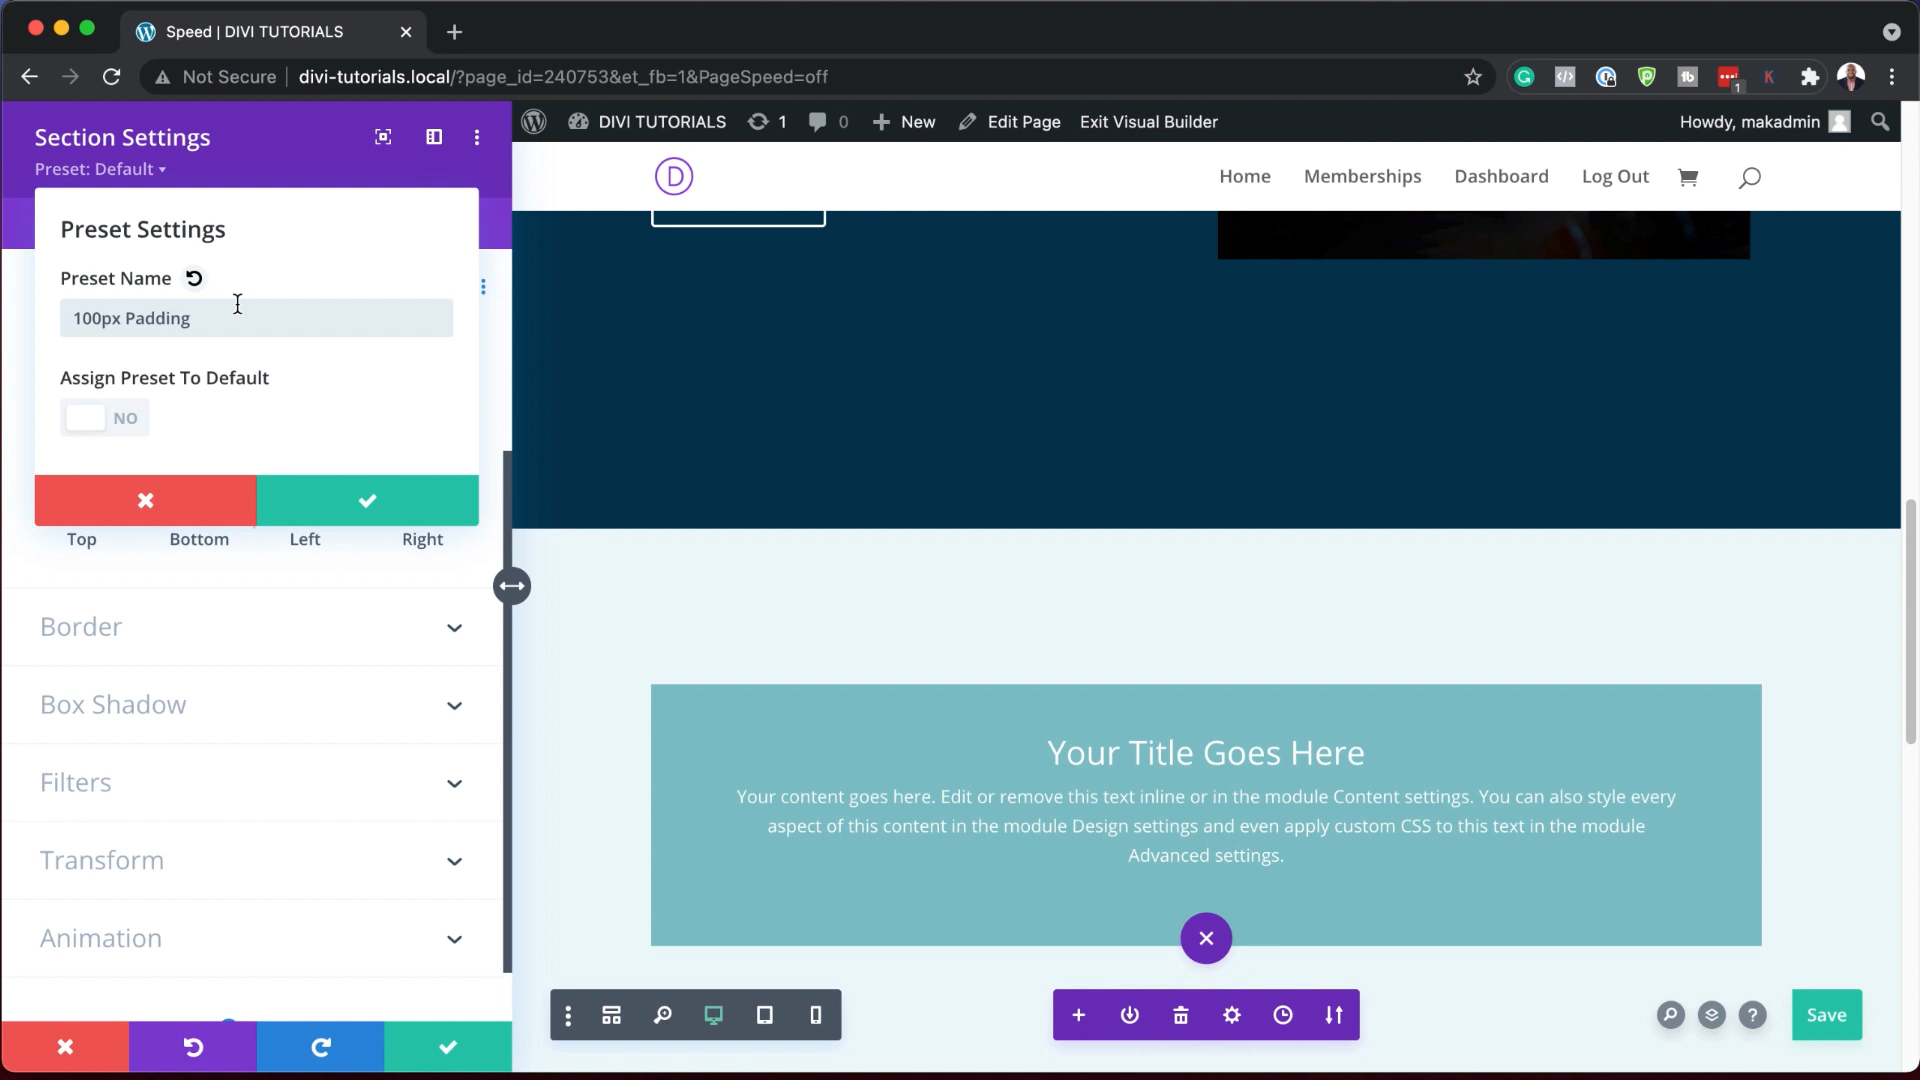 Speed | DIVI TUTORIALS
Not Secure
divi-tutorials.local/?page_id=240753&et_fb=1&PageSpeed=off
1
Section Settings
Preset: Default
DIVI TUTORIALS
1
0
New
Edit Page
Exit Visual Builder
Howdy, makadmin
D
Home
Memberships
Dashboard
Log Out
Preset Settings
Preset Name
100px Padding
Assign Preset To Default
NO
Top
Bottom
Left
Right
Border
Box Shadow
Filters
Transform
Animation
Your Title Goes Here
Your content goes here. Edit or remove this text inline or in the module Content settings. You can also style every
aspect of this content in the module Design settings and even apply custom CSS to this text in the module
Advanced settings.
Save